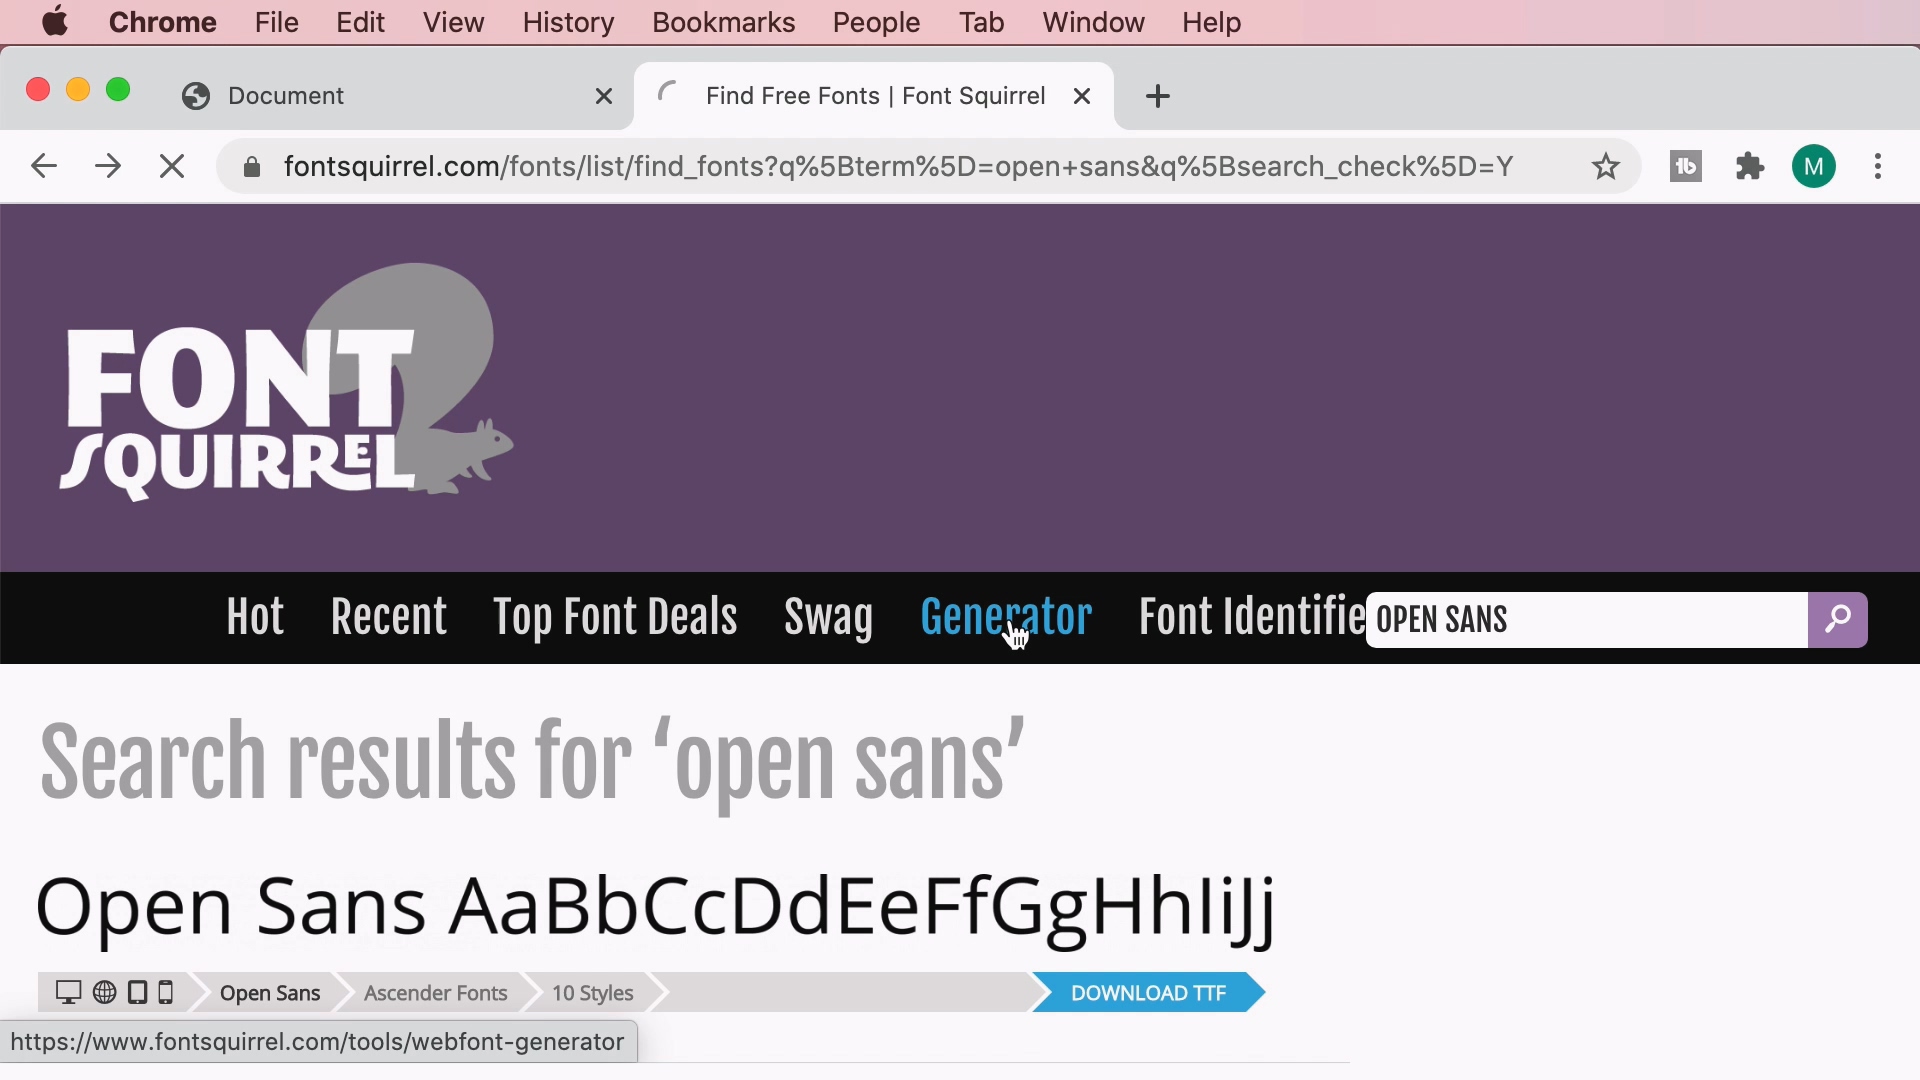 Chrome File Edit View History Bookmarks People Tab Window Help
Document
Find Free Fonts | Font Squirrel
fontsquirrel.com/fonts/list/find_fonts?q%5Bterm%5D=open+sans&q%5Bsearch_check%5D=Y
M
FONT
SQUIRREL
Hot Recent Top Font Deals Swag Generator Font Identifie
OPEN SANS
Search results for ‘open sans’
Open Sans AaBbCcDdEeFfGgHhIiJj
Open Sans Ascender Fonts 10 Styles DOWNLOAD TTF
https://www.fontsquirrel.com/tools/webfont-generator